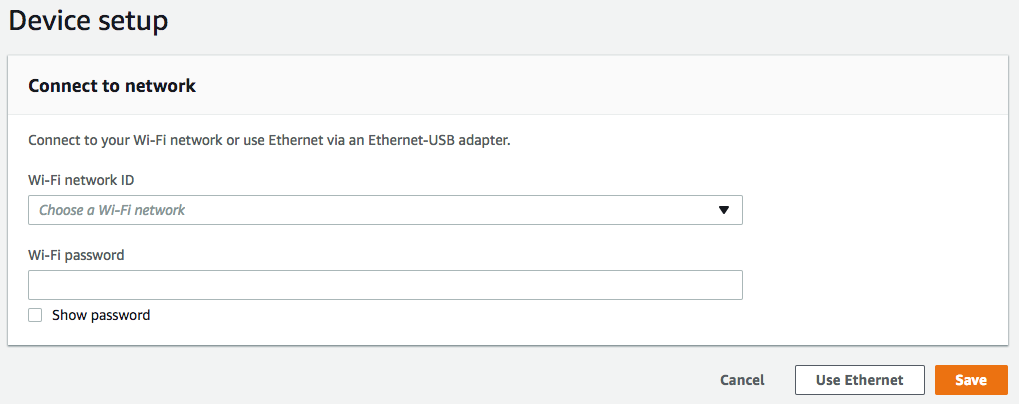 Device setup
Connect to network
Connect to your Wi-Fi network or use Ethernet via an Ethernet-USB adapter.
Wi-Fi network ID
Choose a Wi-Fi network
Wi-Fi password
Show password
Cancel Use Ethernet Save